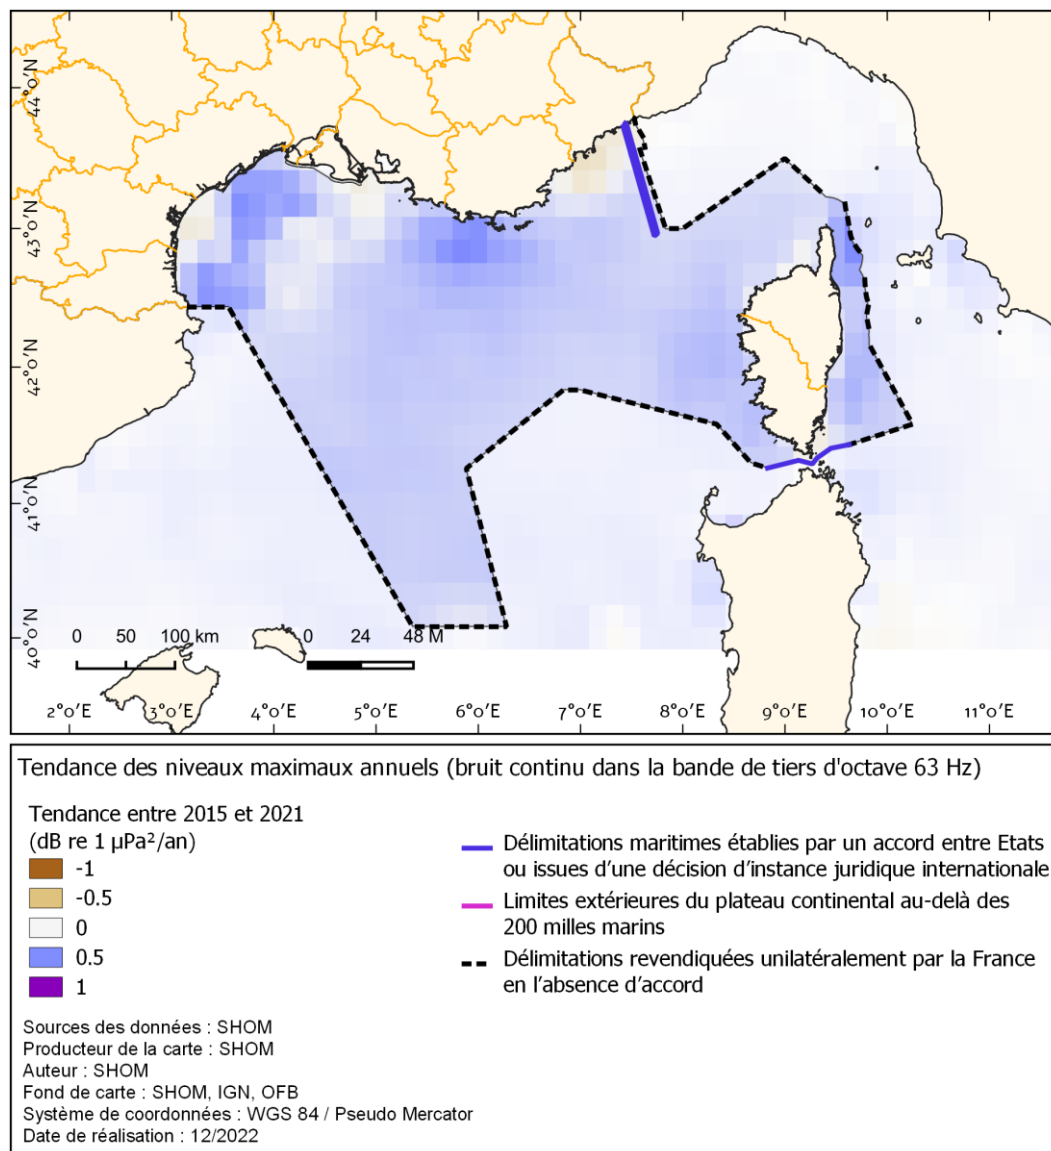 44°0′N
43°0′N
42°0′N
41°0′N
40°0′N
0 50 100 km
0 24 48 M
2°0′E 3°0′E 4°0′E 5°0′E 6°0′E 7°0′E 8°0′E 9°0′E 10°0′E 11°0′E
Tendance des niveaux maximaux annuels (bruit continu dans la bande de tiers d'octave 63 Hz)
Tendance entre 2015 et 2021
(dB re 1 µPa²/an)
-1
-0.5
0
0.5
1
Délimitations maritimes établies par un accord entre Etats
ou issues d’une décision d’instance juridique internationale
Limites extérieures du plateau continental au-delà des
200 milles marins
Délimitations revendiquées unilatéralement par la France
en l’absence d’accord
Sources des données : SHOM
Producteur de la carte : SHOM
Auteur : SHOM
Fond de carte : SHOM, IGN, OFB
Système de coordonnées : WGS 84 / Pseudo Mercator
Date de réalisation : 12/2022